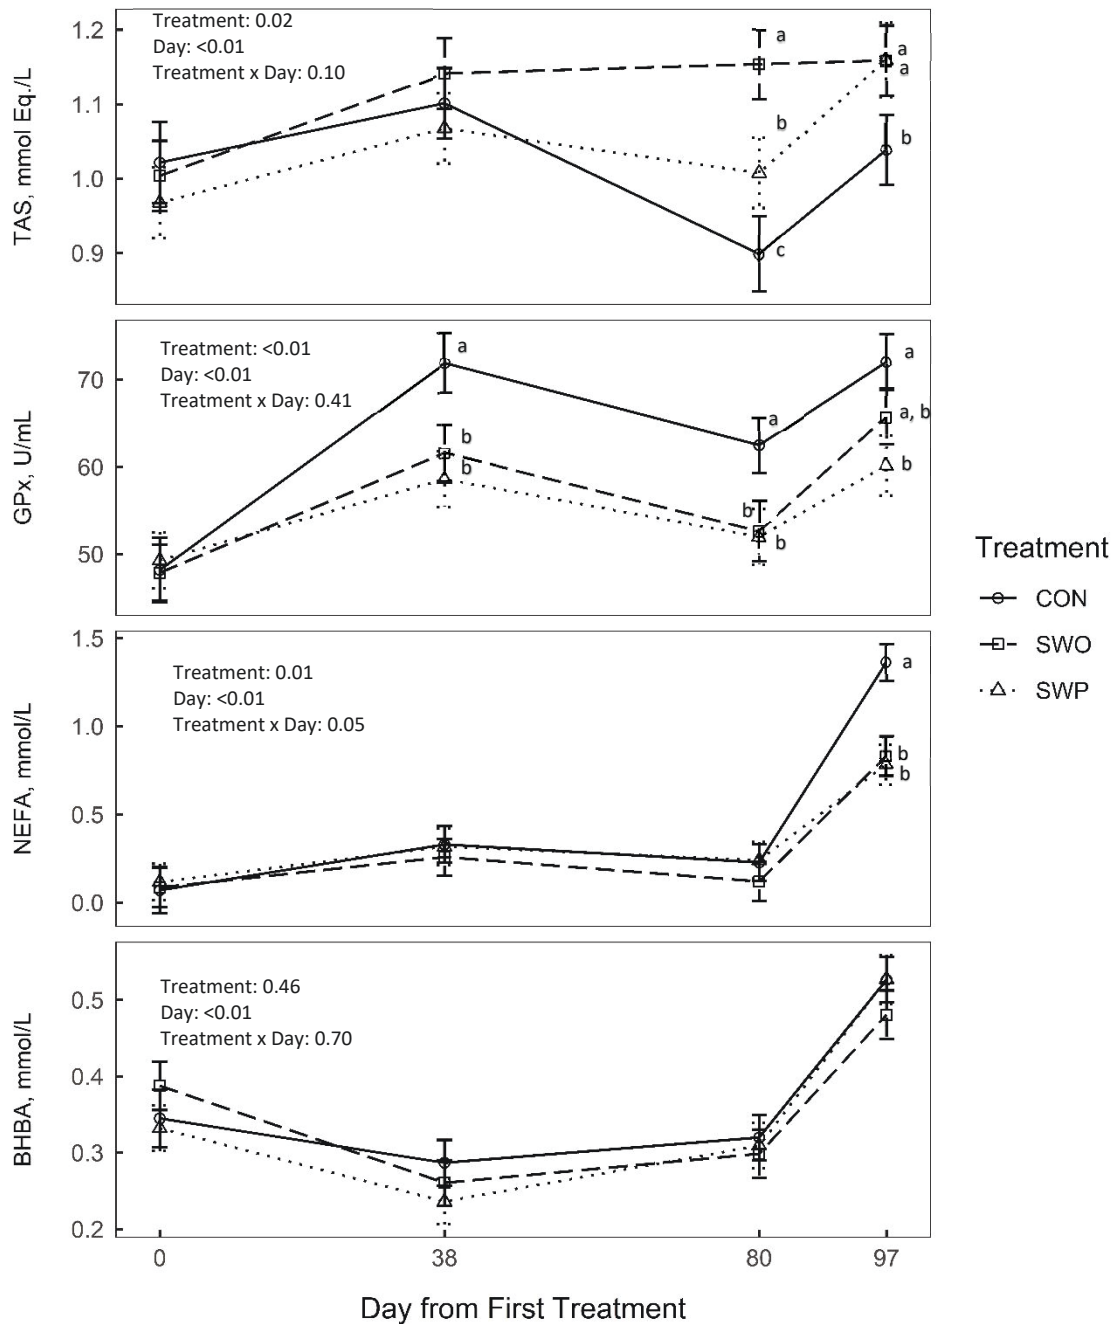 TAS, mmol Eq./L
1.2
1.1
1.0
0.9
Treatment: 0.02
Day: <0.01
Treatment x Day: 0.10
a
b
c
a
a
b
GPx, U/mL
70
60
50
Treatment: <0.01
Day: <0.01
Treatment x Day: 0.41
a
b
b
a
b
b
a
a, b
b
NEFA, mmol/L
1.5
1.0
0.5
0.0
Treatment: 0.01
Day: <0.01
Treatment x Day: 0.05
a
b
b
BHBA, mmol/L
0.5
0.4
0.3
0.2
Treatment: 0.46
Day: <0.01
Treatment x Day: 0.70
0 38 80 97
Day from First Treatment
Treatment
CON
SWO
SWP